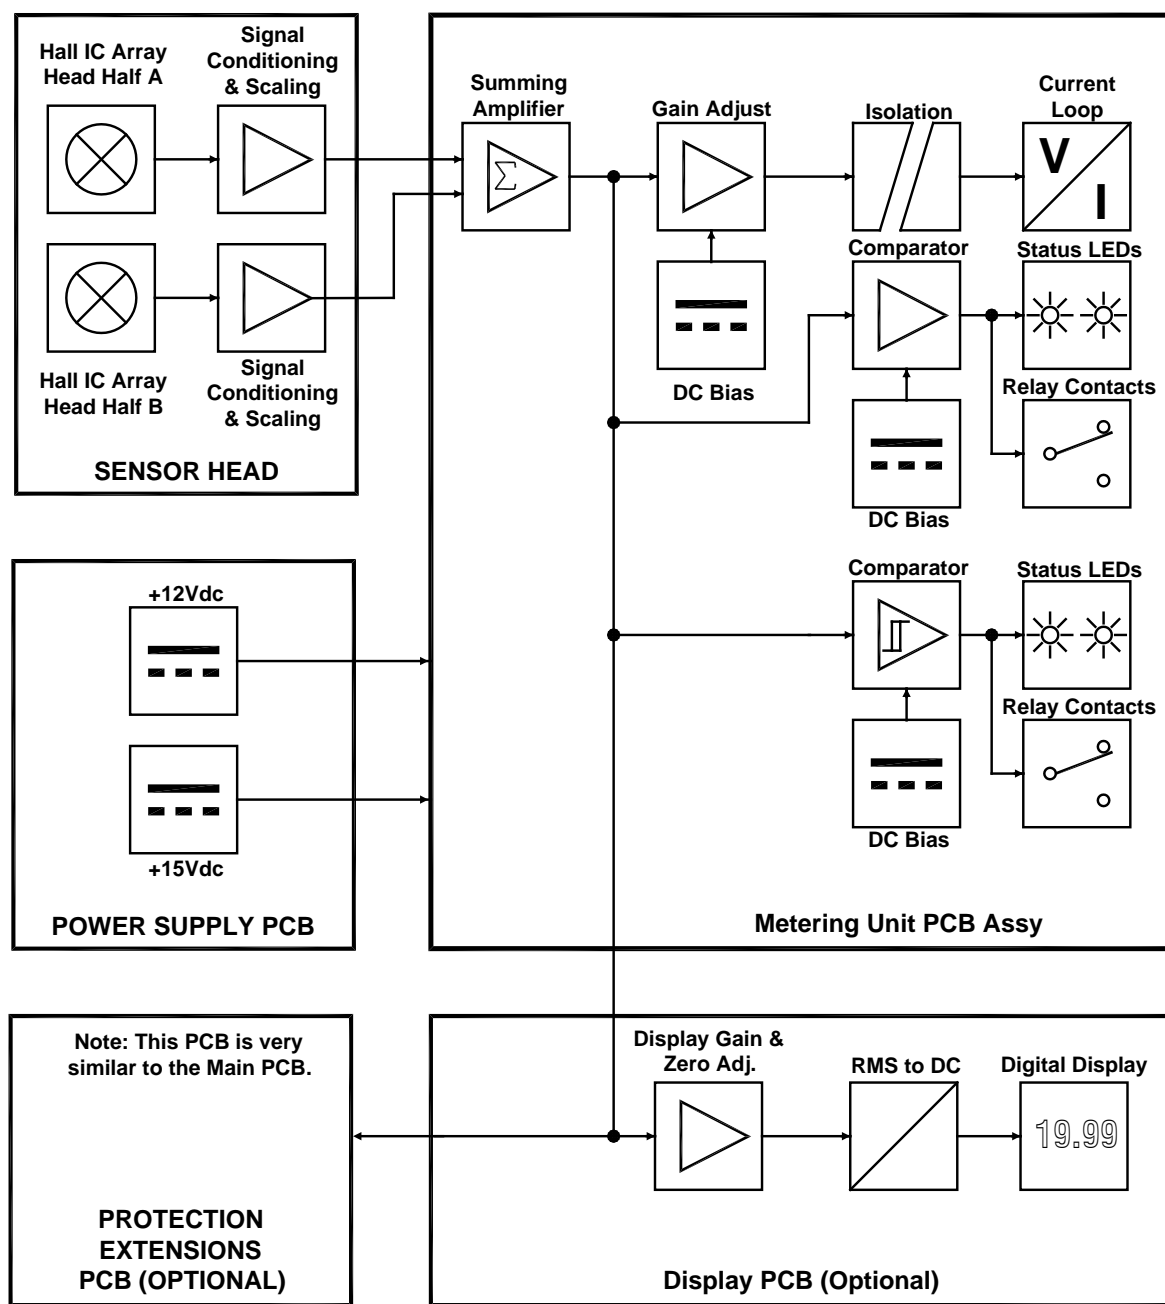 Hall IC Array
Head Half A
Signal
Conditioning
& Scaling
Hall IC Array
Head Half B
Signal
Conditioning
& Scaling
SENSOR HEAD
Summing
Amplifier
Σ
Gain Adjust
DC Bias
Isolation
Current
Loop
V
I
Comparator
DC Bias
Status LEDs
Relay Contacts
Comparator
DC Bias
Status LEDs
Relay Contacts
Metering Unit PCB Assy
+12Vdc
+15Vdc
POWER SUPPLY PCB
Note: This PCB is very
similar to the Main PCB.
PROTECTION
EXTENSIONS
PCB (OPTIONAL)
Display Gain &
Zero Adj.
RMS to DC
Digital Display
19.99
Display PCB (Optional)